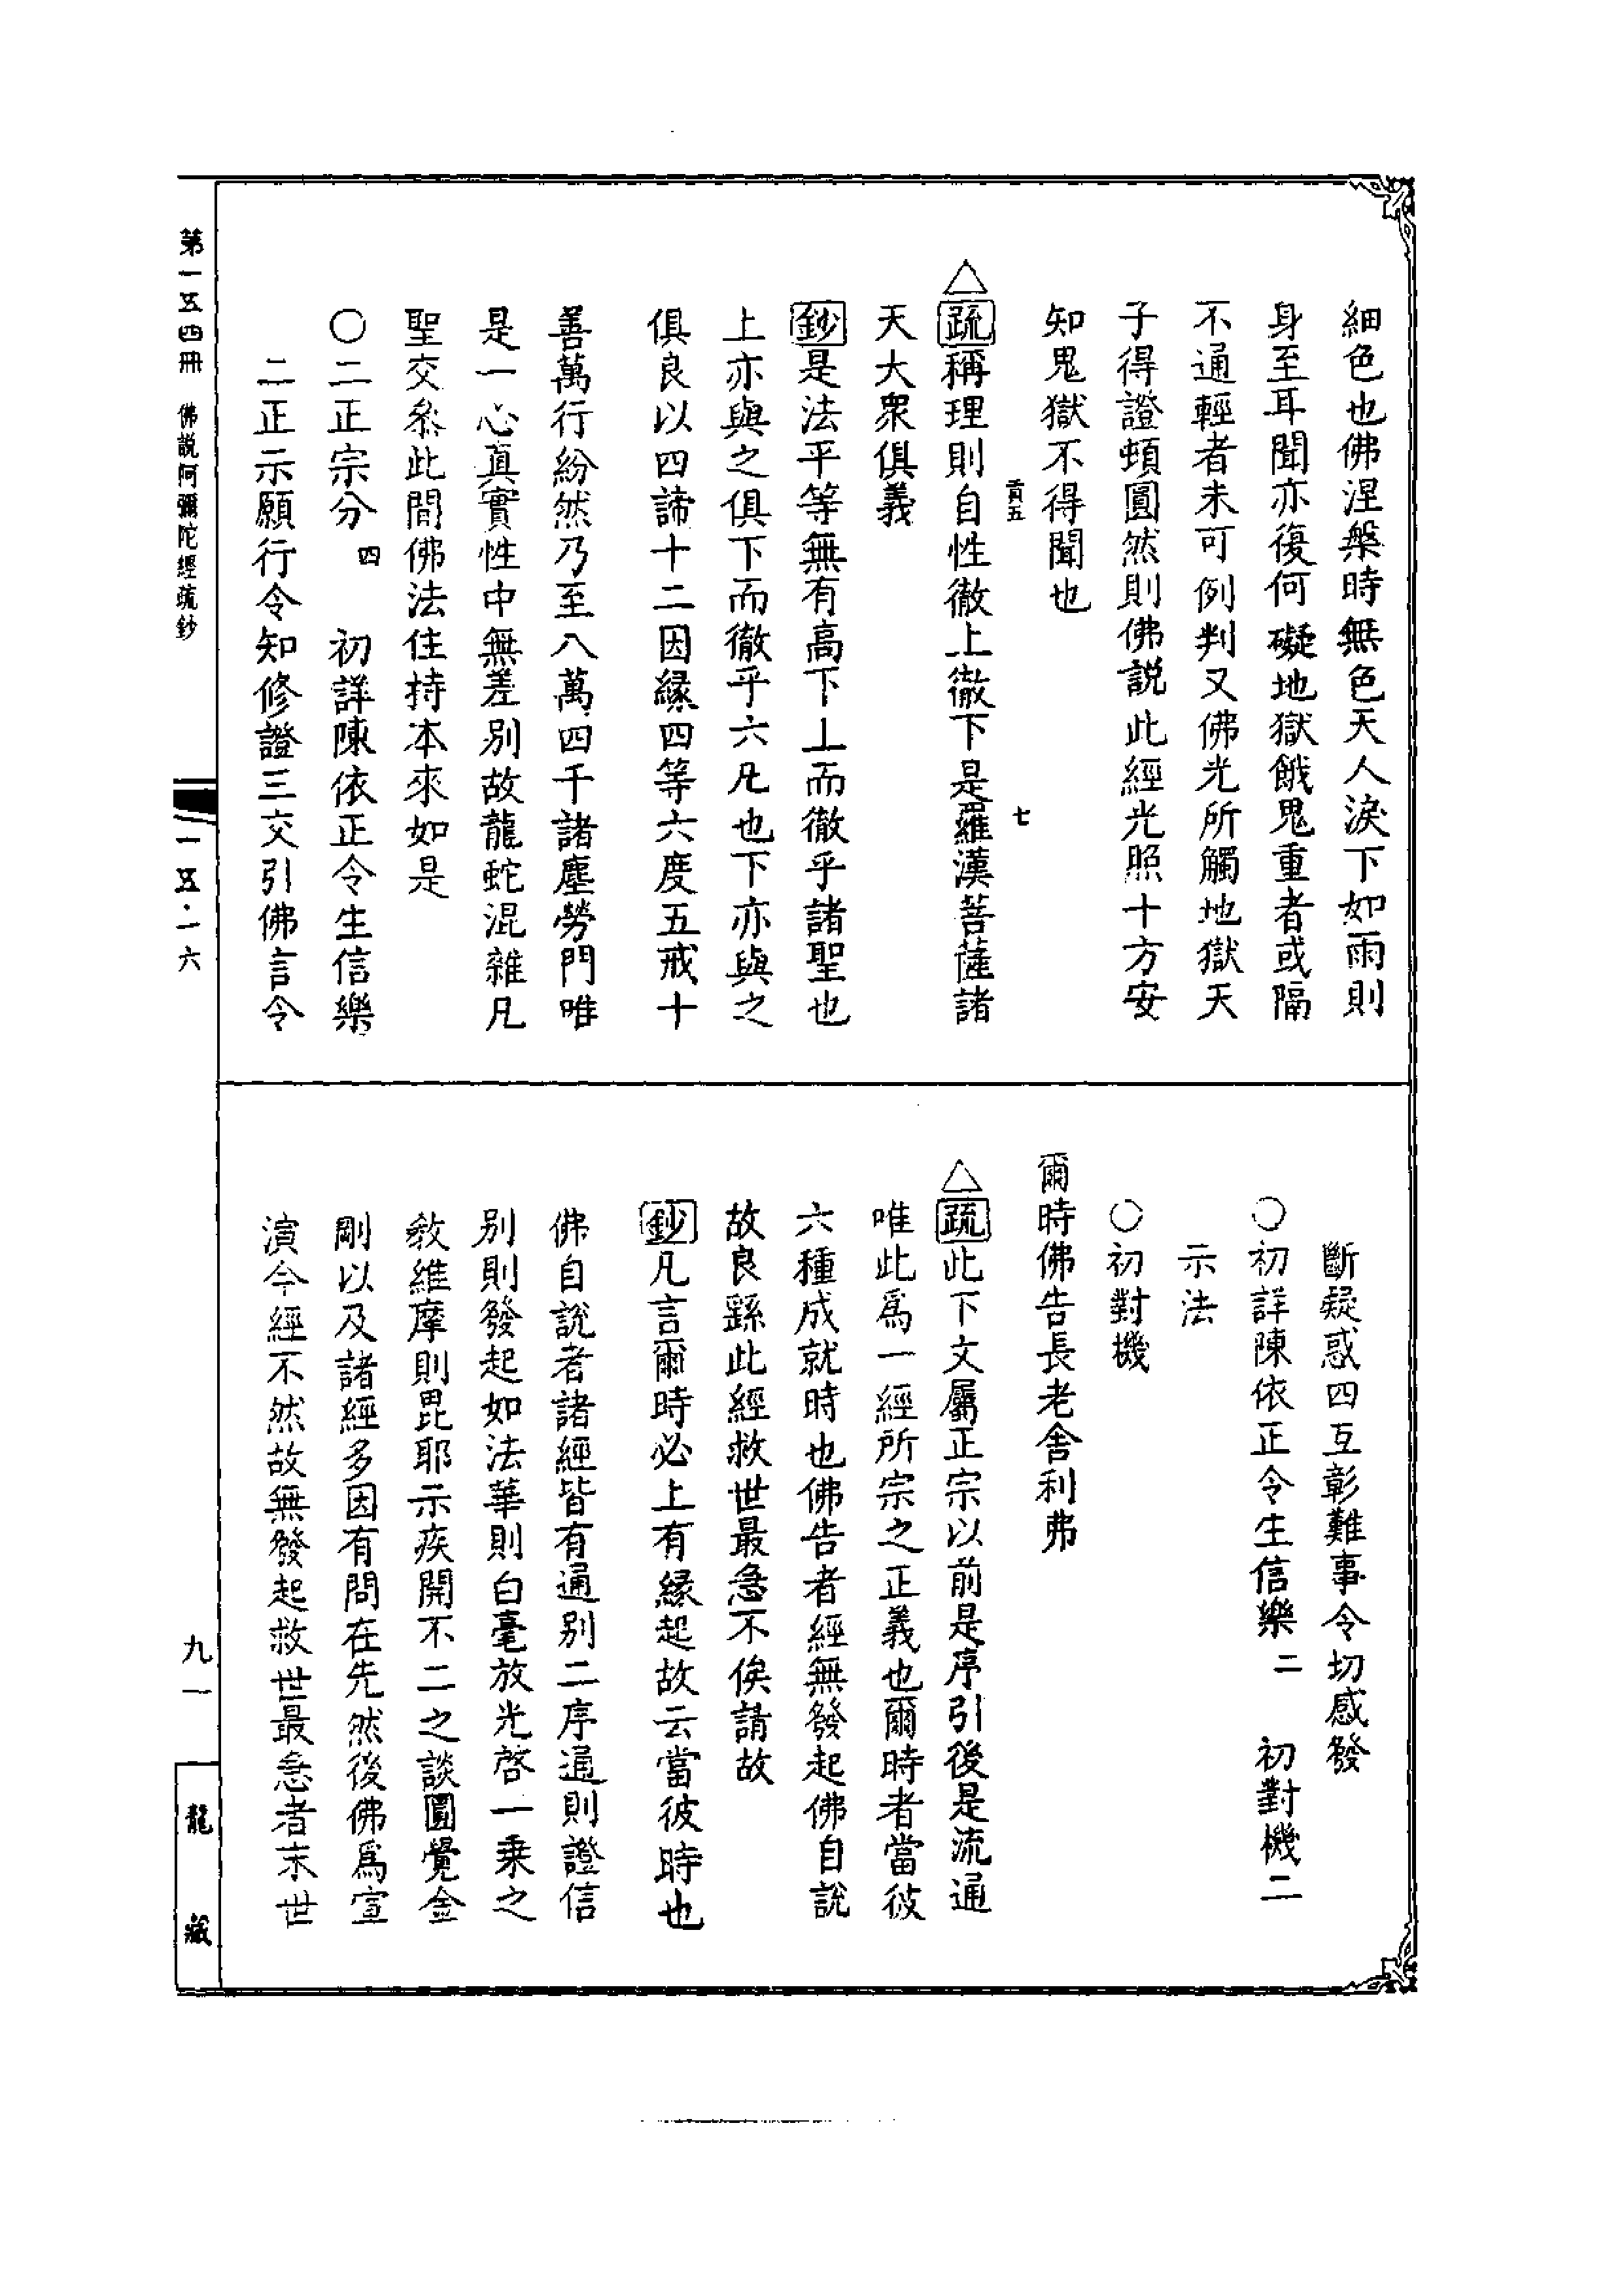 細色也佛涅槃時無色天人淚下如雨則
身至耳聞亦復何礙地獄餓鬼重者或隔
不通輕者未可例判又佛光所觸地獄天
子得證頓圓然則佛說此經光照十方安
知鬼獄不得聞也
貢五 七
△疏稱理則自性徹上徹下是羅漢菩薩諸
天大衆俱義
鈔是法平等無有高下上而徹乎諸聖也
上亦與之俱下而徹乎六凡也下亦與之
俱良以四諦十二因緣四等六度五戒十
善萬行紛然乃至八萬四千諸塵勞門唯
是一心真實性中無差别故龍蛇混雜凡
聖交叅此間佛法住持本來如是
○二正宗分四 初詳陳依正令生信樂
二正示願行令知修證三交引佛言令
斷疑惑四互彰難事令切感發
○初詳陳依正令生信樂二 初對機二
示法
○初對機
爾時佛告長老舍利弗
△疏此下文屬正宗以前是序引後是流通
唯此爲一經所宗之正義也爾時者當彼
六種成就時也佛告者經無發起佛自說
故良繇此經救世最急不俟請故
鈔凡言爾時必上有緣起故云當彼時也
佛自說者諸經皆有通别二序通則證信
别則發起如法華則白毫放光啓一乗之
教維摩則毘耶示疾開不二之談圓覺金
剛以及諸經多因有問在先然後佛爲宣
演今經不然故無發起救世最急者末世
第一五四冊 佛說阿彌陀經疏鈔
一五·一六
九一
龍藏